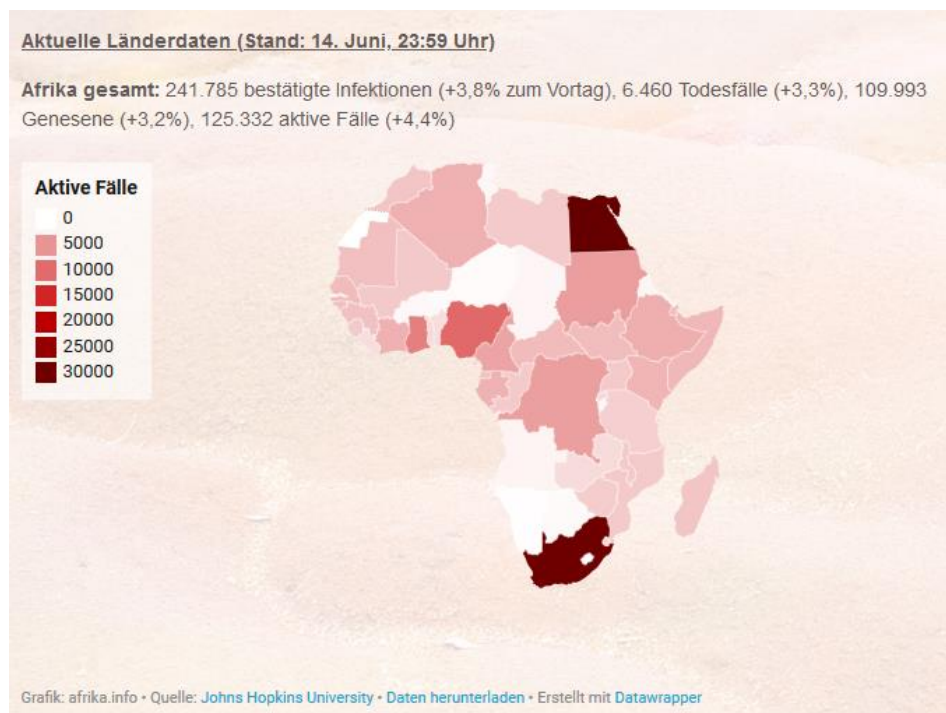 Aktuelle Länderdaten (Stand: 14. Juni, 23:59 Uhr)
Afrika gesamt: 241.785 bestätigte Infektionen (+3,8% zum Vortag), 6.460 Todesfälle (+3,3%), 109.993
Genesene (+3,2%), 125.332 aktive Fälle (+4,4%)
Aktive Fälle
0
5000
10000
15000
20000
25000
30000
Grafik: afrika.info • Quelle: Johns Hopkins University • Daten herunterladen • Erstellt mit Datawrapper